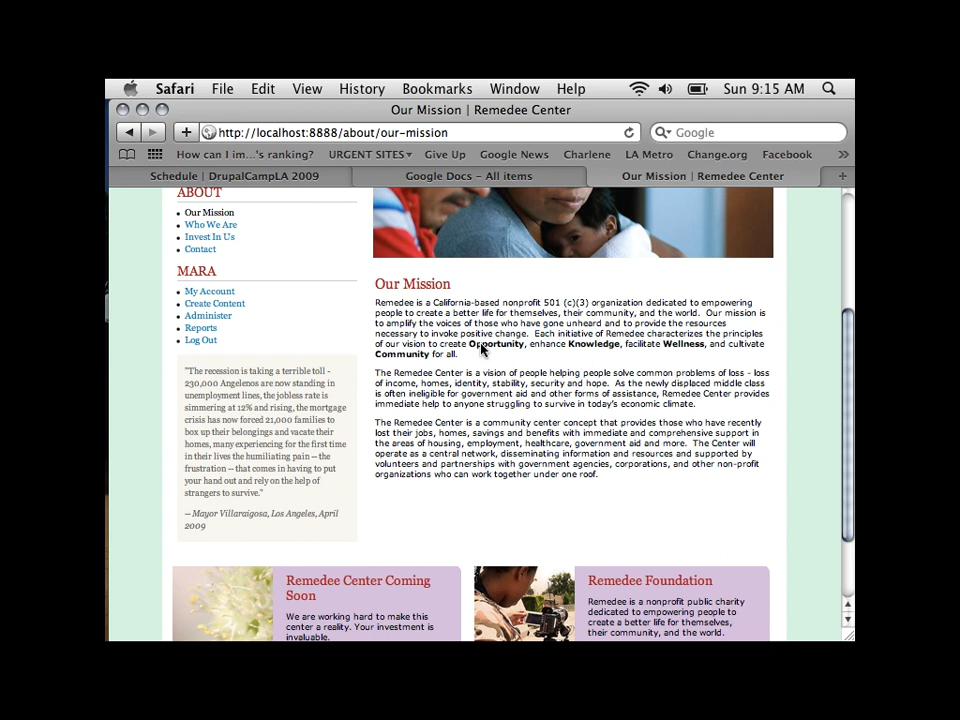 Safari File Edit View History Bookmarks Window Help Sun 9:15 AM
Our Mission | Remedee Center
http://localhost:8888/about/our-mission
Google
How can I im...'s ranking? URGENT SITES▾ Give Up Google News Charlene LA Metro Change.org Facebook »
Schedule | DrupalCampLA 2009 Google Docs - All items Our Mission | Remedee Center +
ABOUT
Our Mission
Who We Are
Invest In Us
Contact
MARA
My Account
Create Content
Administer
Reports
Log Out
"The recession is taking a terrible toll -
230,000 Angelenos are now standing in
unemployment lines, the jobless rate is
simmering at 12% and rising, the mortgage
crisis has now forced 21,000 families to
box up their belongings and vacate their
homes, many experiencing for the first time
in their lives the humiliating pain -- the
frustration -- that comes in having to put
your hand out and rely on the help of
strangers to survive."
-- Mayor Villaraigosa, Los Angeles, April
2009
Our Mission
Remedee is a California-based nonprofit 501 (c)(3) organization dedicated to empowering
people to create a better life for themselves, their community, and the world. Our mission is
to amplify the voices of those who have gone unheard and to provide the resources
necessary to invoke positive change. Each initiative of Remedee characterizes the principles
of our vision to create Opportunity, enhance Knowledge, facilitate Wellness, and cultivate
Community for all.
The Remedee Center is a vision of people helping people solve common problems of loss - loss
of income, homes, identity, stability, security and hope. As the newly displaced middle class
is often ineligible for government aid and other forms of assistance, Remedee Center provides
immediate help to anyone struggling to survive in today's economic climate.
The Remedee Center is a community center concept that provides those who have recently
lost their jobs, homes, savings and benefits with immediate and comprehensive support in
the areas of housing, employment, healthcare, government aid and more. The Center will
operate as a central network, disseminating information and resources and supported by
volunteers and partnerships with government agencies, corporations, and other non-profit
organizations who can work together under one roof.
Remedee Center Coming
Soon
We are working hard to make this
center a reality. Your investment is
invaluable.
Remedee Foundation
Remedee is a nonprofit public charity
dedicated to empowering people to
create a better life for themselves,
their community, and the world.